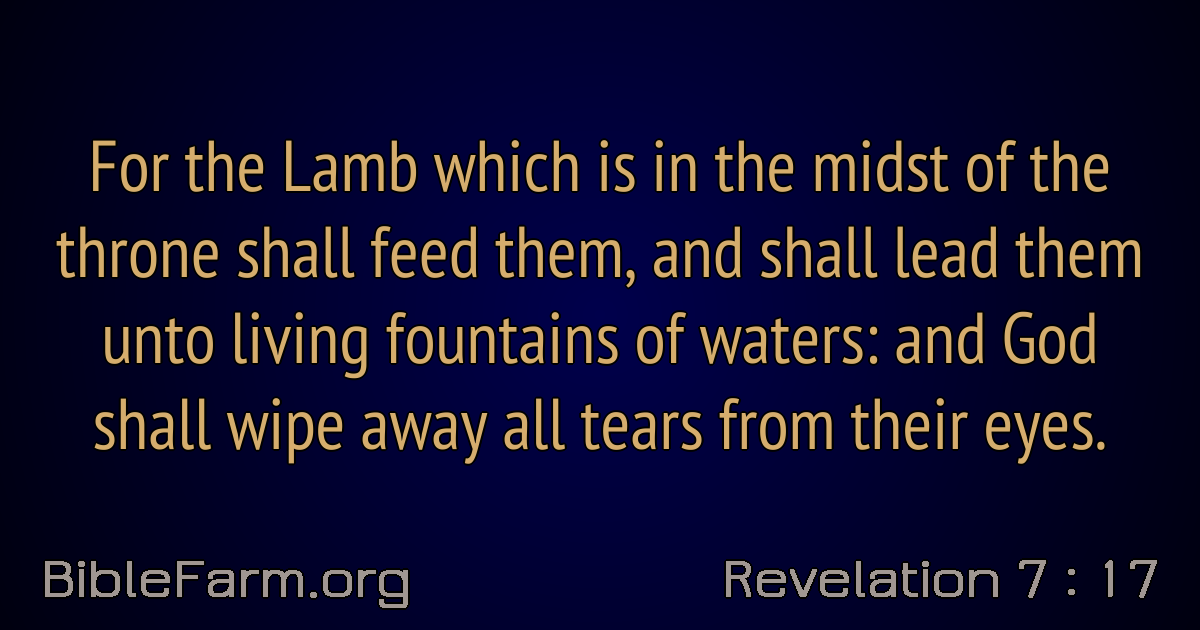 For the Lamb which is in the midst of the
throne shall feed them, and shall lead them
unto living fountains of waters: and God
shall wipe away all tears from their eyes.
BibleFarm.org
Revelation 7 : 17